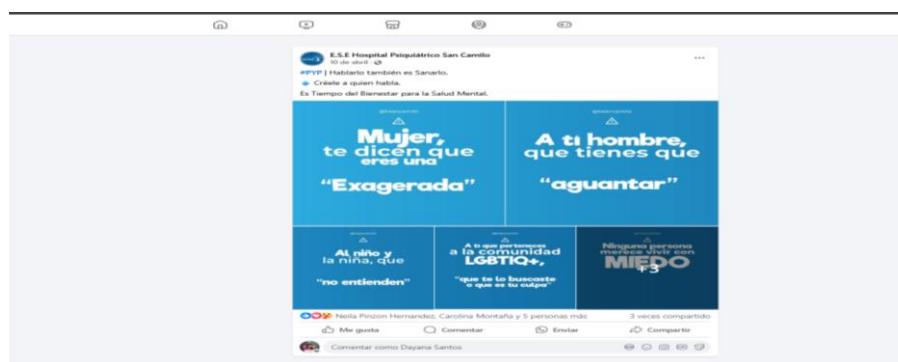 E.S.E Hospital Psiquiátrico San Camilo
10 de abril
#PYP | Hablarlo también es Sanarlo.
Créele a quien habla.
Es Tiempo del Bienestar para la Salud Mental.
Mujer,
te dicen que
eres una
"Exagerada"
A ti hombre,
que tienes que
"aguantar"
Al niño y
la niña, que
"no entienden"
A ti que perteneces
a la comunidad
LGBTIQ+,
"que te lo buscaste
o que es tu culpa"
Ninguna persona
merece vivir con
MIEDO
+3
Neila Pinzon Hernandez, Carolina Montaña y 5 personas más
3 veces compartido
Me gusta
Comentar
Enviar
Compartir
Comentar como Dayana Santos